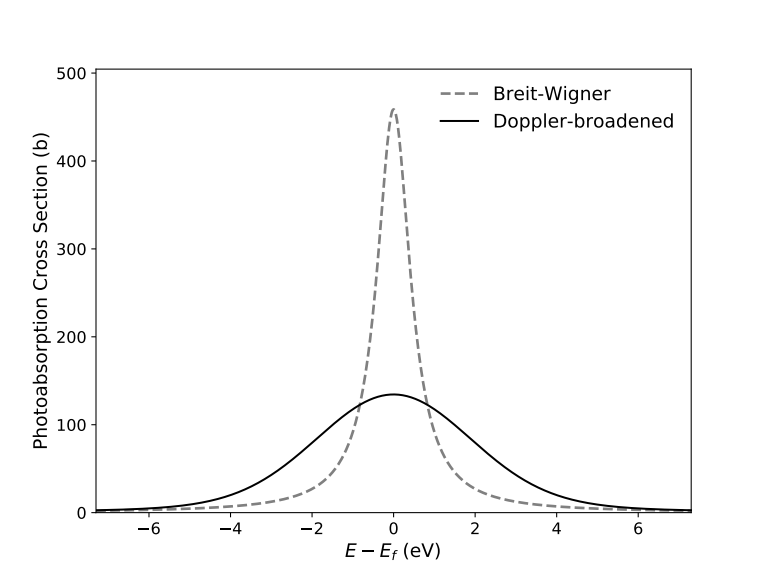 500
400
300
200
100
0
Photoabsorption Cross Section (b)
Breit-Wigner
Doppler-broadened
−6 −4 −2 0 2 4 6
E − E_f (eV)